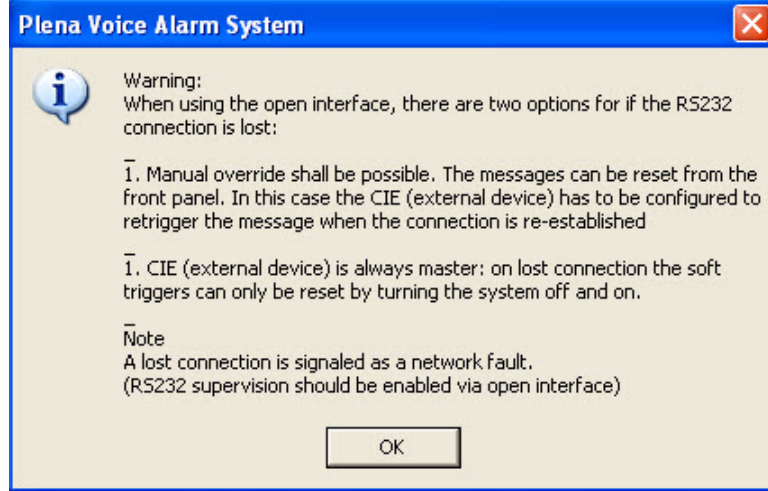 Plena Voice Alarm System
Warning:
When using the open interface, there are two options for if the RS232
connection is lost:
_
1. Manual override shall be possible. The messages can be reset from the
front panel. In this case the CIE (external device) has to be configured to
retrigger the message when the connection is re-established
_
1. CIE (external device) is always master: on lost connection the soft
triggers can only be reset by turning the system off and on.
_
Note
A lost connection is signaled as a network fault.
(RS232 supervision should be enabled via open interface)
OK